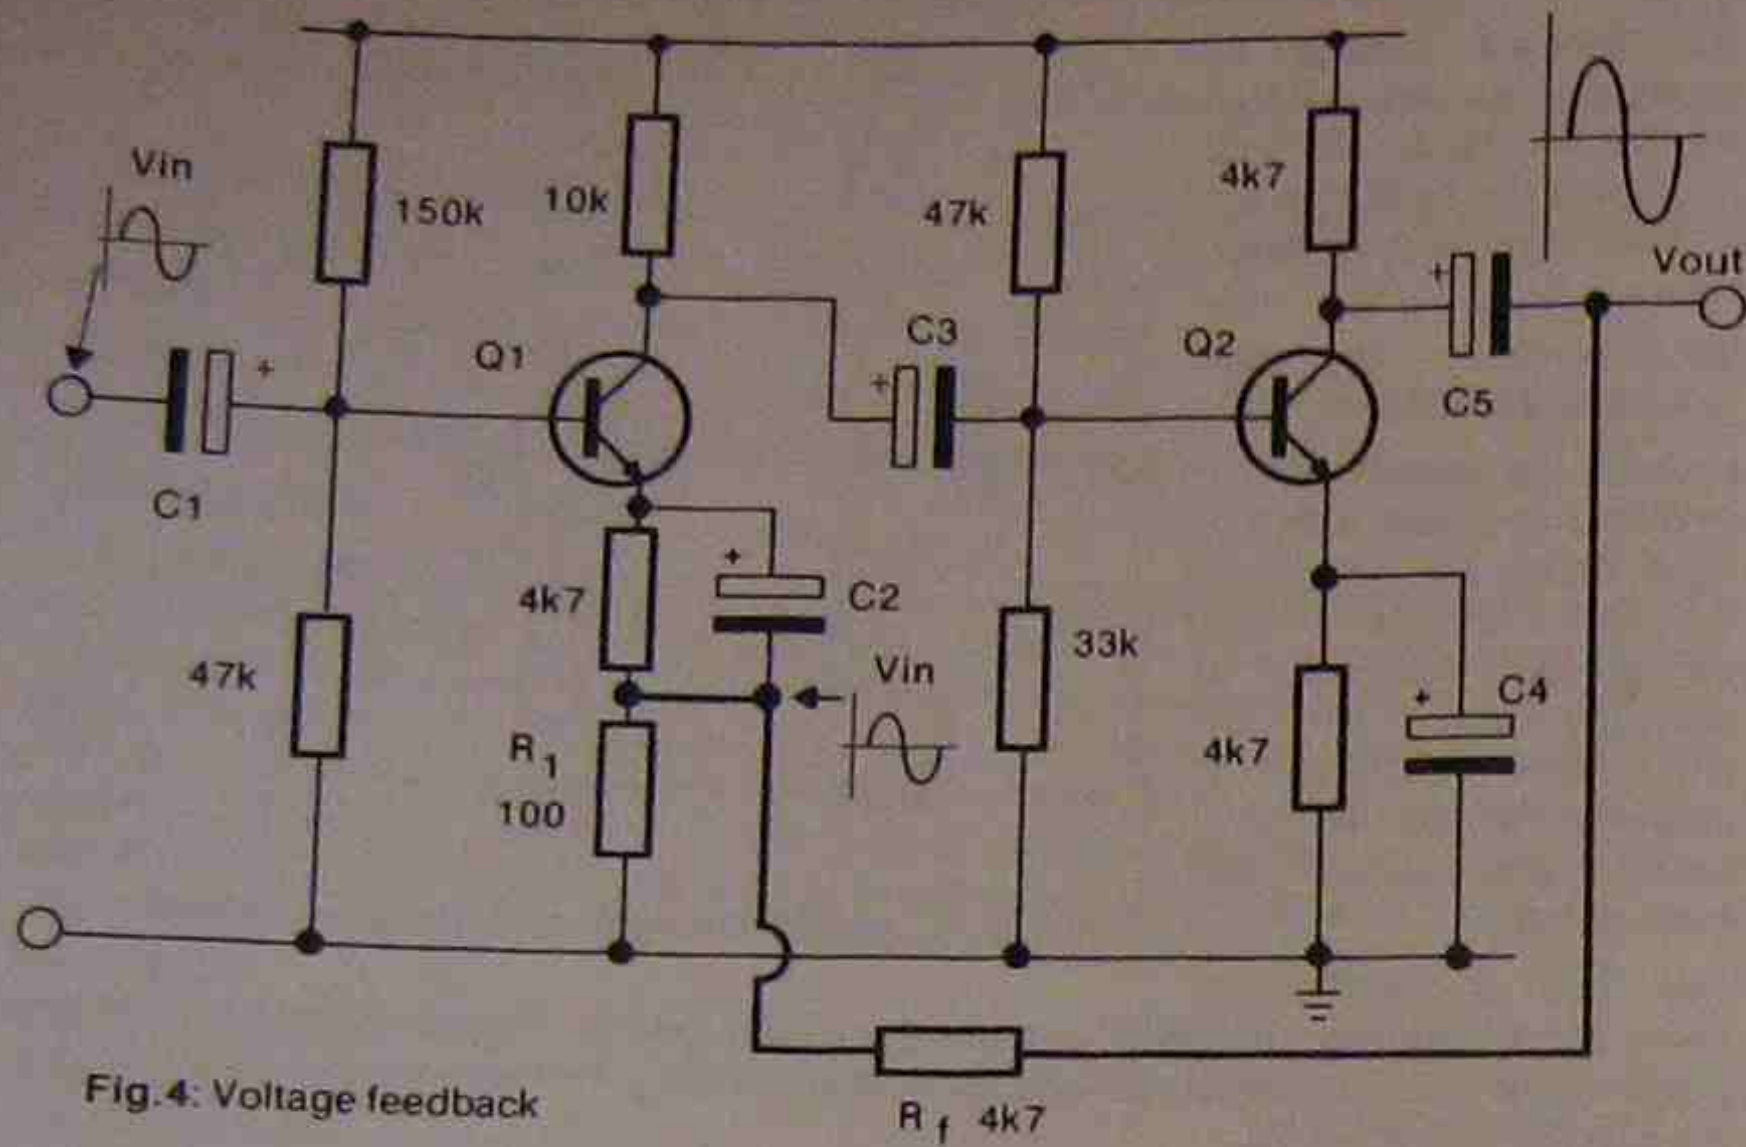 Vin
150k
10k
47k
4k7
Vout
Q1
C3
Q2
C5
+
+
+
C1
4k7
+
C2
47k
33k
Vin
+
C4
R1
100
4k7
Fig.4: Voltage feedback
Rf 4k7